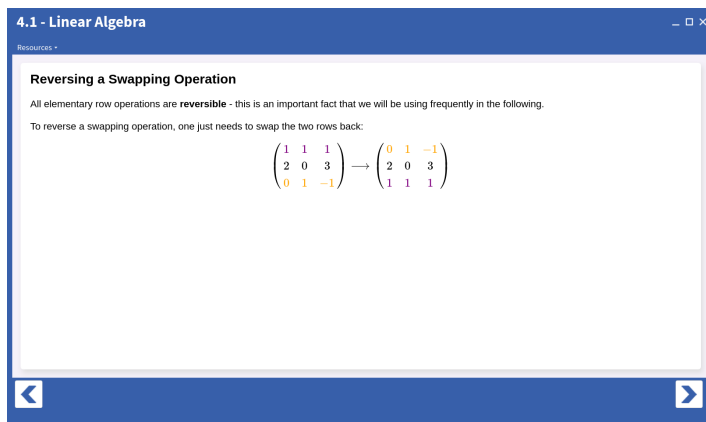 4.1 - Linear Algebra
Resources
Reversing a Swapping Operation
All elementary row operations are reversible - this is an important fact that we will be using frequently in the following.
To reverse a swapping operation, one just needs to swap the two rows back:
1 1 1 0 1 −1
2 0 3 ⟶ 2 0 3
0 1 −1 1 1 1